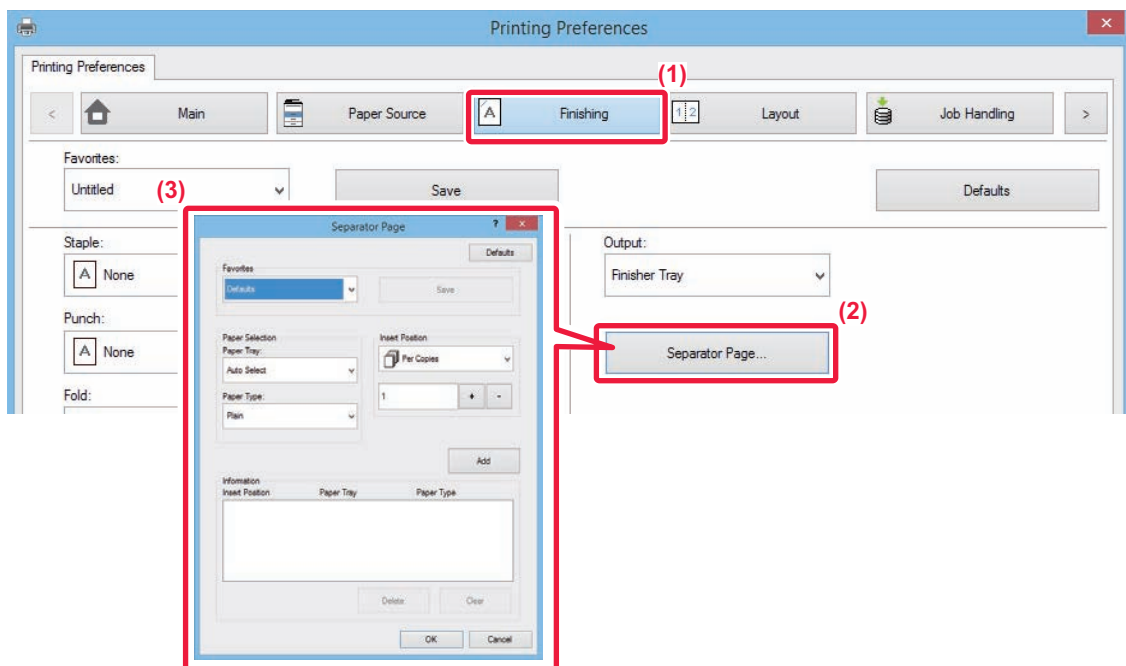 Printing Preferences
×
Printing Preferences
(1)
<
Main
Paper Source
A
Finishing
1 2
Layout
Job Handling
>
Favorites:
Untitled
(3)
Save
Defaults
Staple:
A
None
Punch:
A
None
Fold:
Separator Page
?
×
Defaults
Favorites
Defaults
Save
Paper Selection
Paper Tray:
Auto Select
Paper Type:
Plain
Insert Position
Per Copies
1
+
-
Add
Information
Insert Position Paper Tray Paper Type
Delete
Clear
OK
Cancel
Output:
Finisher Tray
(2)
Separator Page...